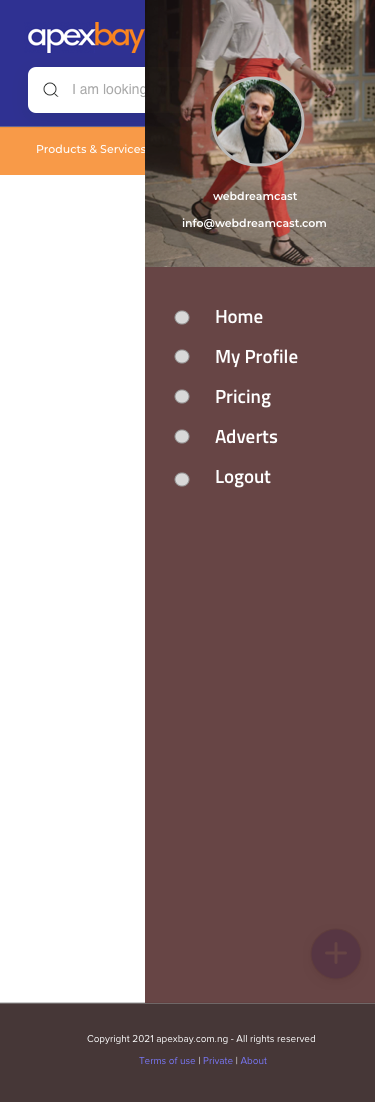 apexbay
I am looking
Products & Services
webdreamcast
info@webdreamcast.com
Home
My Profile
Pricing
Adverts
Logout
Copyright 2021 apexbay.com.ng - All rights reserved
Terms of use | Private | About